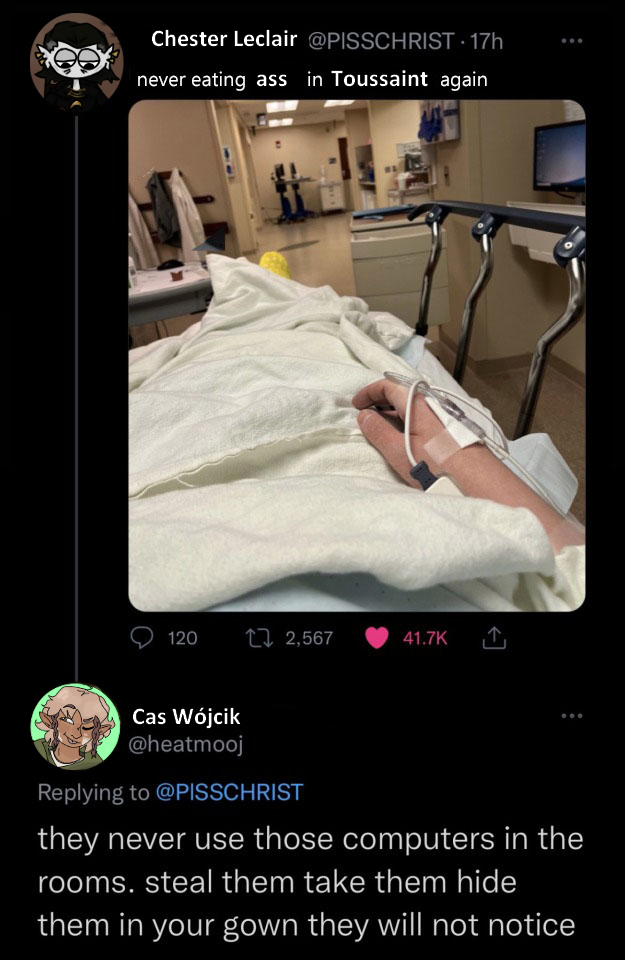 Chester Leclair @PISSCHRIST · 17h
never eating ass in Toussaint again
120 2,567 41.7K
Cas Wójcik
@heatmooj
Replying to @PISSCHRIST
they never use those computers in the
rooms. steal them take them hide
them in your gown they will not notice